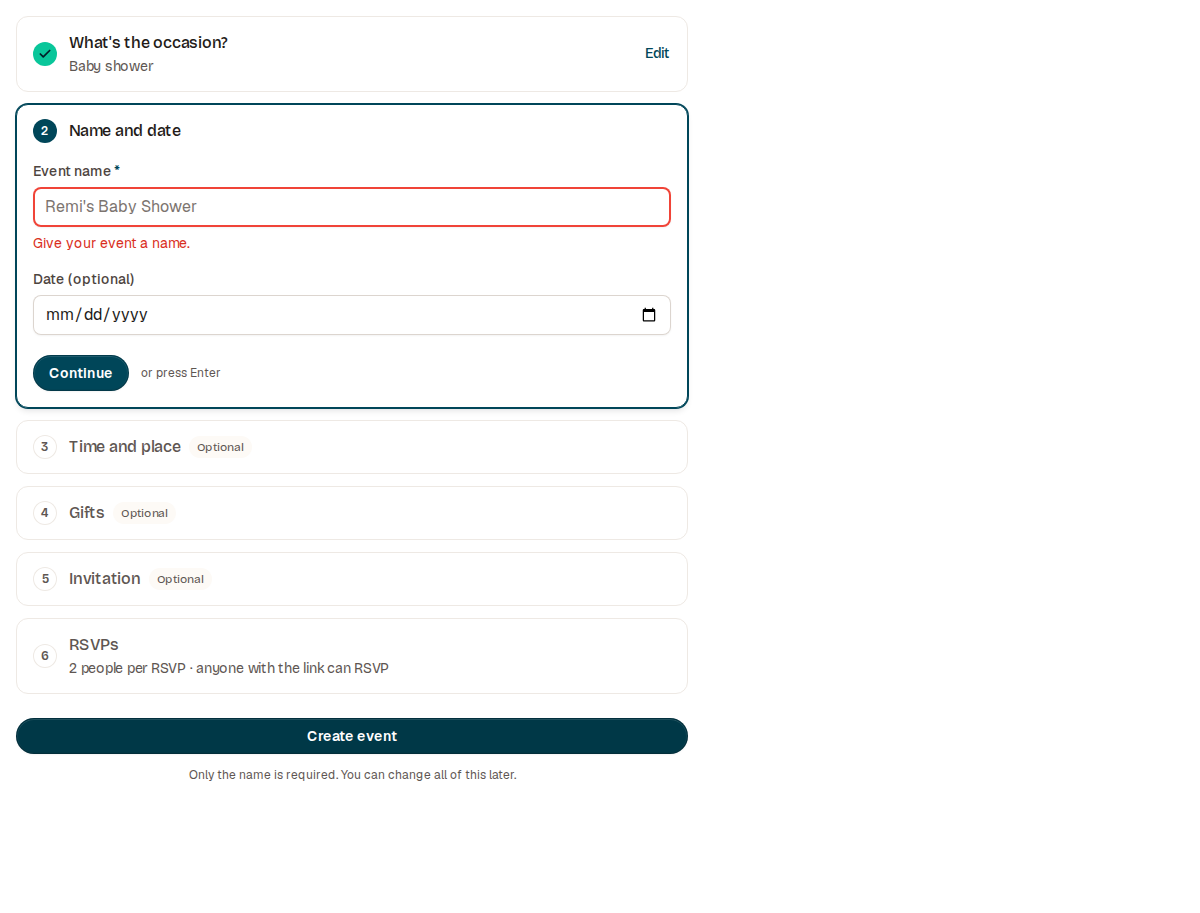 What's the occasion?
Baby shower
Edit
2 Name and date
Event name *
Remi's Baby Shower
Give your event a name.
Date (optional)
mm/dd/yyyy
Continue or press Enter
3 Time and place Optional
4 Gifts Optional
5 Invitation Optional
6 RSVPs
2 people per RSVP · anyone with the link can RSVP
Create event
Only the name is required. You can change all of this later.